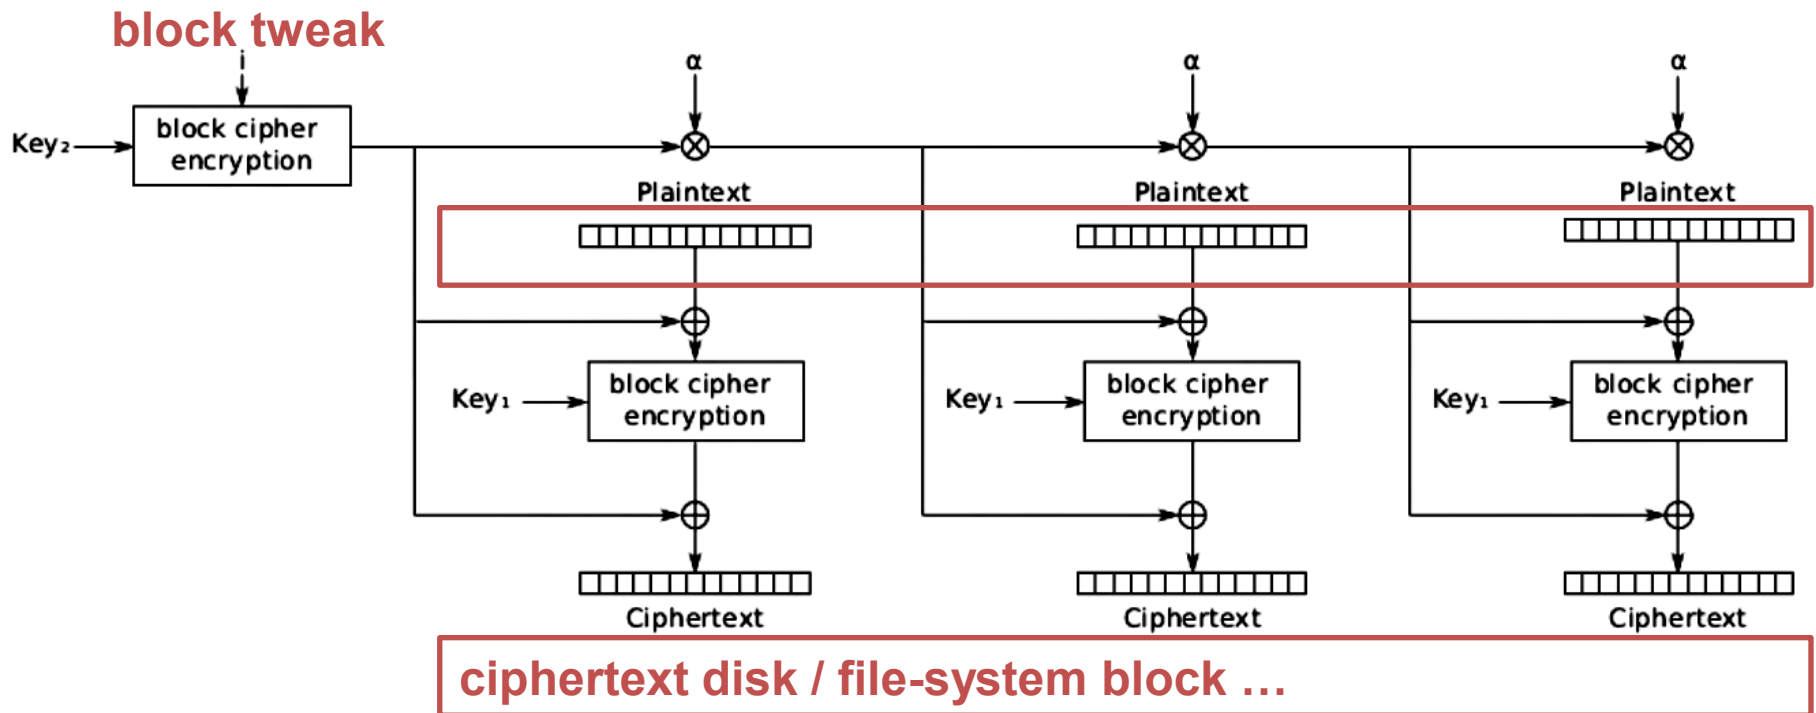 block tweak
i
α
α
α
Key₂
block cipher
encryption
Plaintext
Plaintext
Plaintext
Key₁
block cipher
encryption
Key₁
block cipher
encryption
Key₁
block cipher
encryption
Ciphertext
Ciphertext
Ciphertext
ciphertext disk / file-system block …